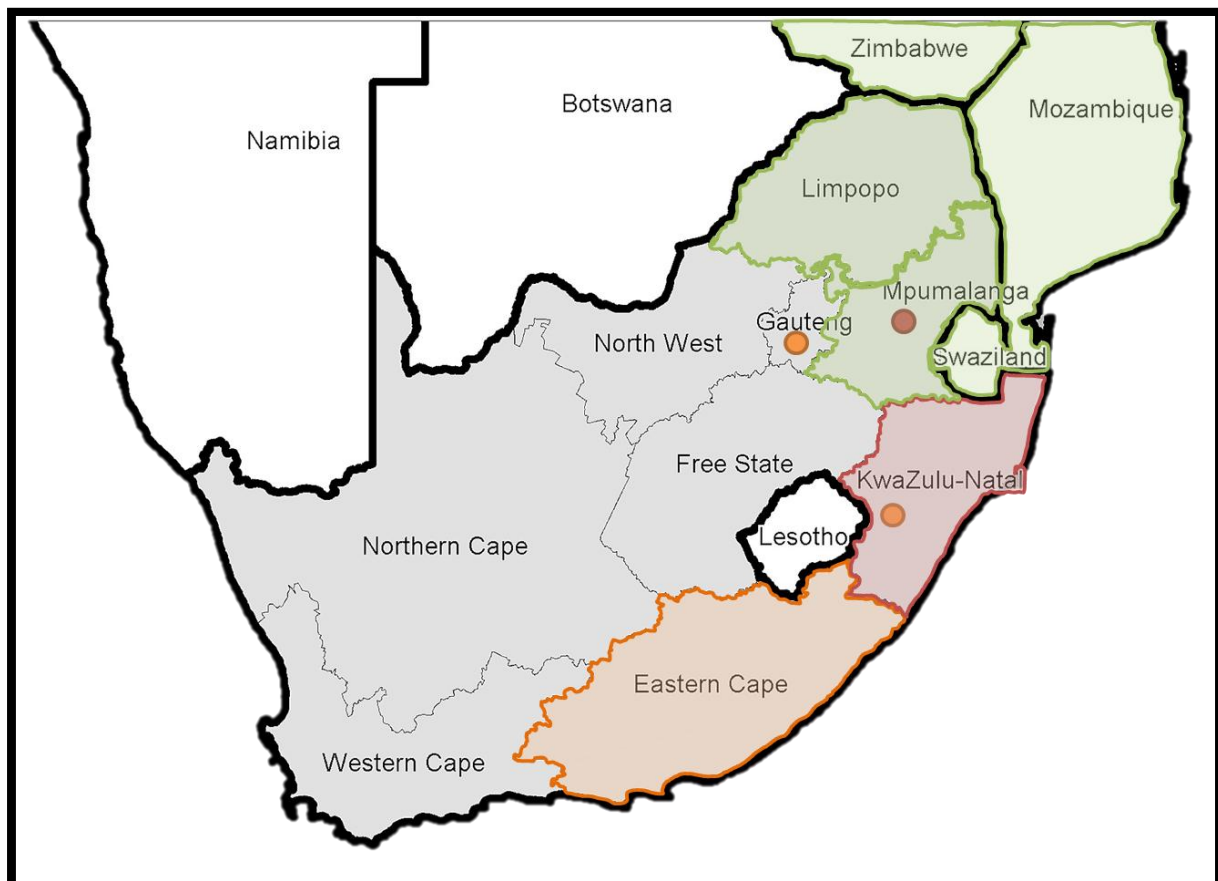 Zimbabwe
Botswana
Mozambique
Namibia
Limpopo
Mpumalanga
Gauteng
North West
Swaziland
Free State
KwaZulu-Natal
Lesotho
Northern Cape
Eastern Cape
Western Cape